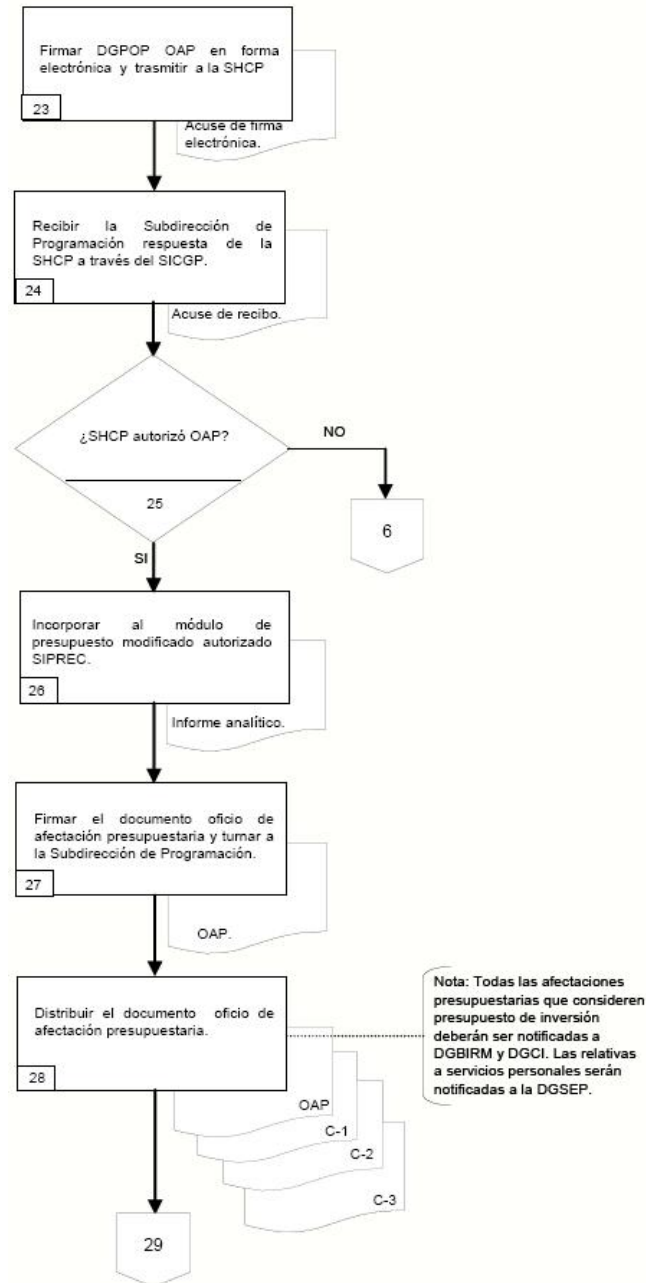 Firmar DGPOP OAP en forma
electrónica y trasmitir a la SHCP
23
Acuse de firma
electrónica.
Recibir la Subdirección de
Programación respuesta de la
SHCP a través del SICGP.
24
Acuse de recibo.
¿SHCP autorizó OAP?
25
NO
6
SI
Incorporar al módulo de
presupuesto modificado autorizado
SIPREC.
26
Informe analítico.
Firmar el documento oficio de
afectación presupuestaria y turnar a
la Subdirección de Programación.
27
OAP.
Distribuir el documento oficio de
afectación presupuestaria.
28
Nota: Todas las afectaciones
presupuestarias que consideren
presupuesto de inversión
deberán ser notificadas a
DGBIRM y DGCI. Las relativas
a servicios personales serán
notificadas a la DGSEP.
OAP
C-1
C-2
C-3
29